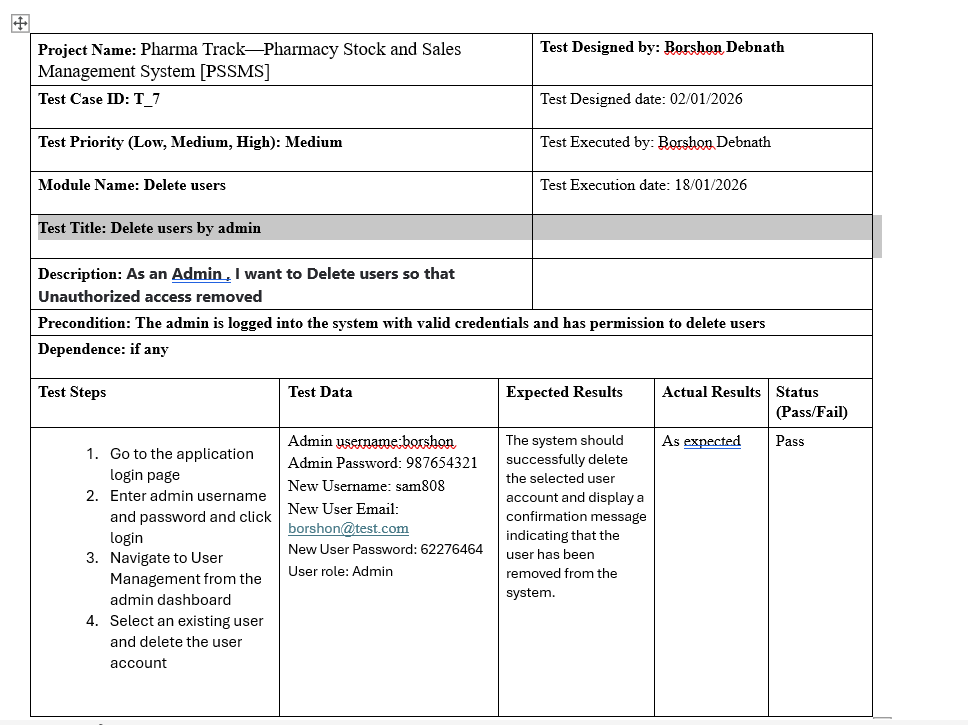 Project Name: Pharma Track—Pharmacy Stock and Sales
Management System [PSSMS]
Test Designed by: Borshon Debnath
Test Case ID: T_7
Test Designed date: 02/01/2026
Test Priority (Low, Medium, High): Medium
Test Executed by: Borshon Debnath
Module Name: Delete users
Test Execution date: 18/01/2026
Test Title: Delete users by admin
Description: As an Admin , I want to Delete users so that
Unauthorized access removed
Precondition: The admin is logged into the system with valid credentials and has permission to delete users
Dependence: if any
Test Steps
Test Data
Expected Results
Actual Results
Status
(Pass/Fail)
1. Go to the application
login page
2. Enter admin username
and password and click
login
3. Navigate to User
Management from the
admin dashboard
4. Select an existing user
and delete the user
account
Admin username:borshon
Admin Password: 987654321
New Username: sam808
New User Email:
borshon@test.com
New User Password: 62276464
User role: Admin
The system should
successfully delete
the selected user
account and display a
confirmation message
indicating that the
user has been
removed from the
system.
As expected
Pass